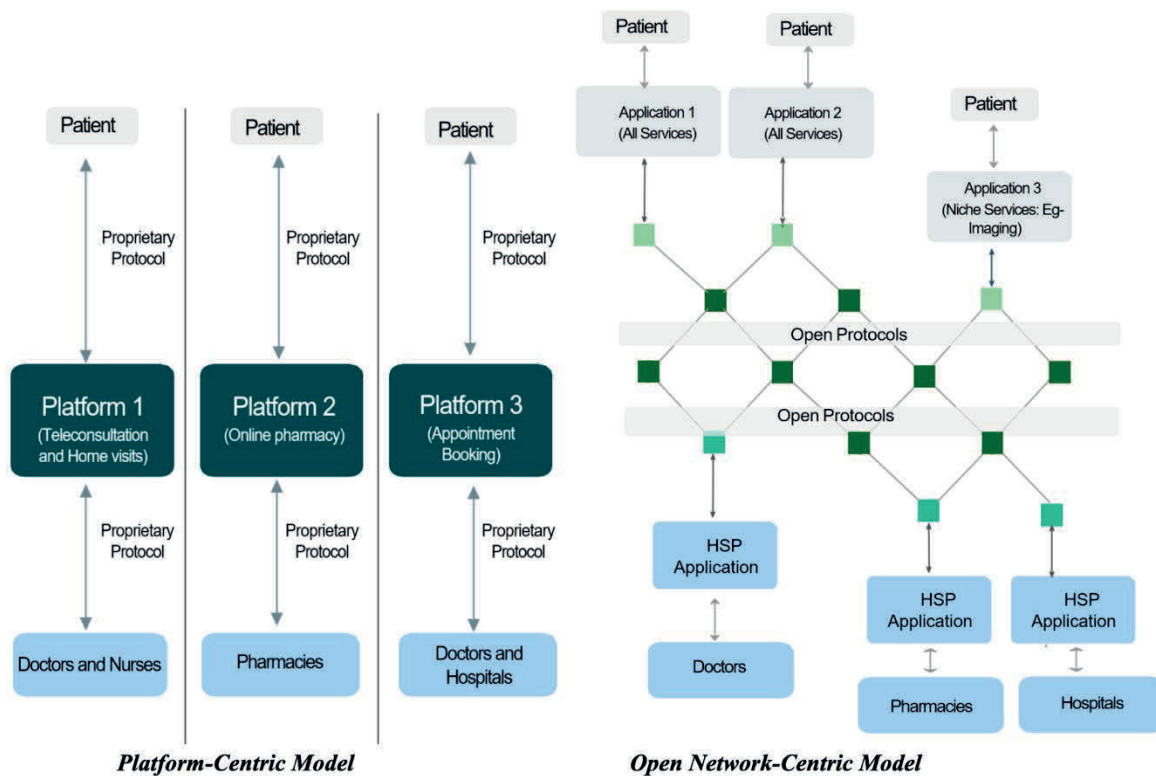 Patient
Patient
Patient
Proprietary
Protocol
Proprietary
Protocol
Proprietary
Protocol
Platform 1
(Teleconsultation
and Home visits)
Platform 2
(Online pharmacy)
Platform 3
(Appointment
Booking)
Proprietary
Protocol
Proprietary
Protocol
Proprietary
Protocol
Doctors and Nurses
Pharmacies
Doctors and
Hospitals
Platform-Centric Model
Patient
Patient
Application 1
(All Services)
Application 2
(All Services)
Patient
Application 3
(Niche Services: Eg-
Imaging)
Open Protocols
Open Protocols
HSP
Application
Doctors
HSP
Application
Pharmacies
HSP
Application
Hospitals
Open Network-Centric Model